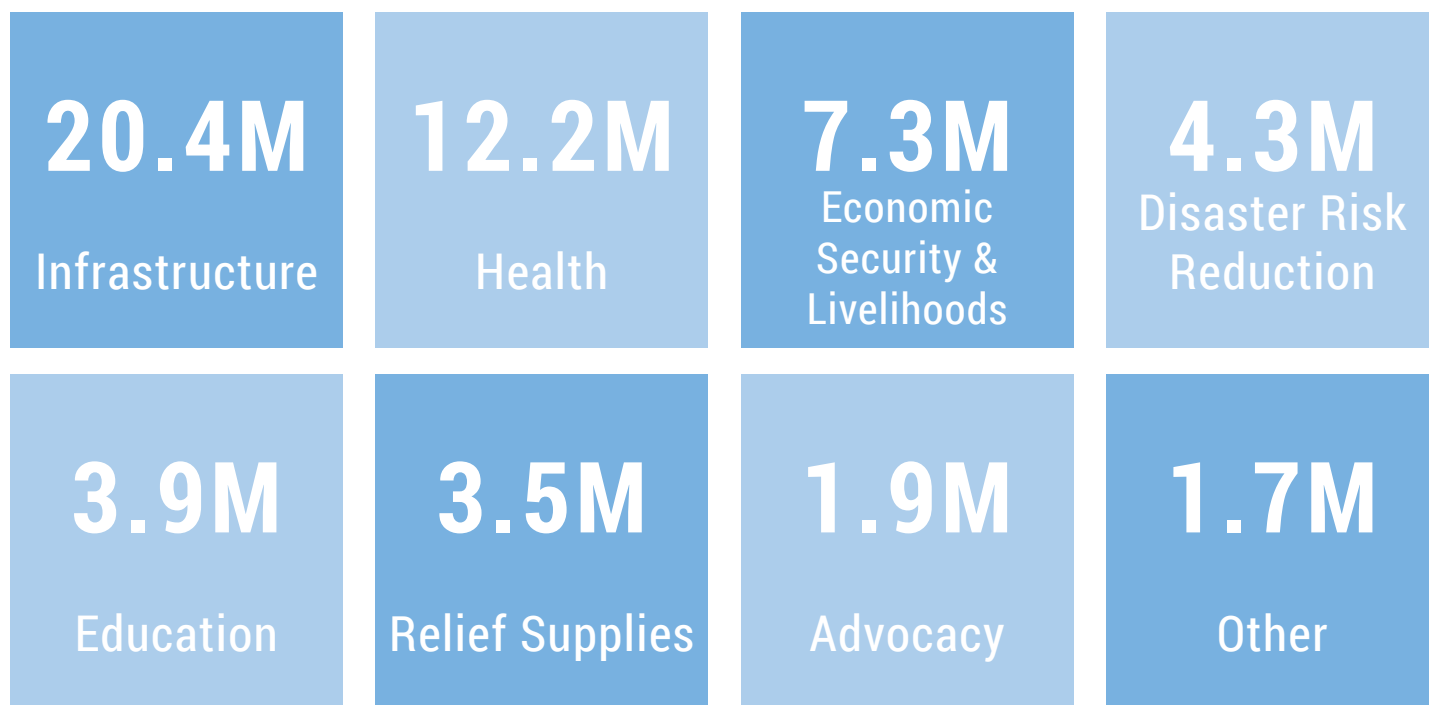 20.4M
Infrastructure
12.2M
Health
7.3M
Economic
Security &
Livelihoods
4.3M
Disaster Risk
Reduction
3.9M
Education
3.5M
Relief Supplies
1.9M
Advocacy
1.7M
Other